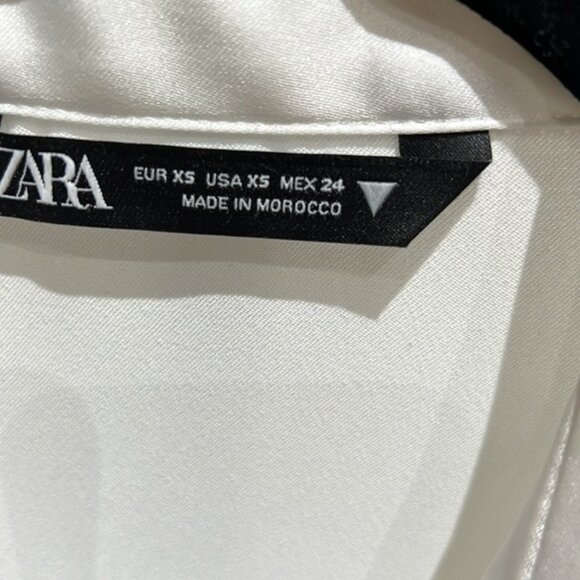 ZARA
EUR XS USA XS MEX 24
MADE IN MOROCCO